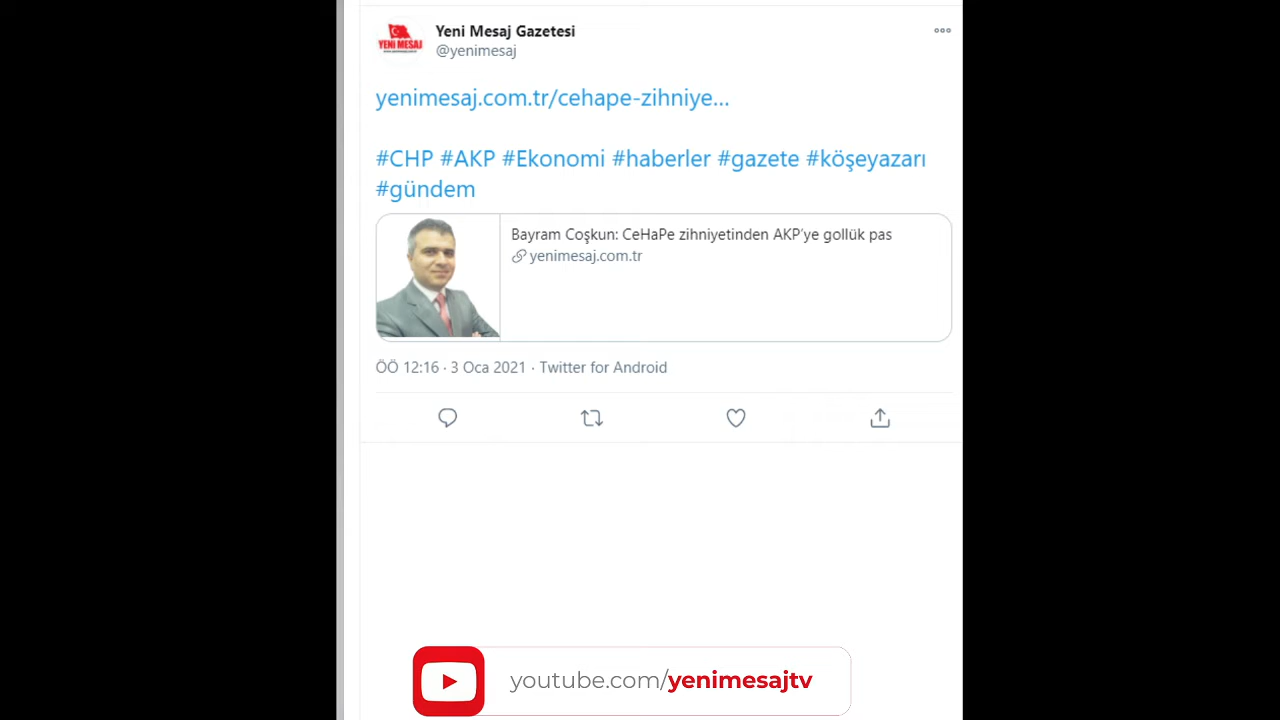 YENİ MESAJ
Yeni Mesaj Gazetesi
@yenimesaj
yenimesaj.com.tr/cehape-zihniye...
#CHP #AKP #Ekonomi #haberler #gazete #köşeyazarı
#gündem
Bayram Coşkun: CeHaPe zihniyetinden AKP'ye gollük pas
yenimesaj.com.tr
ÖÖ 12:16 · 3 Oca 2021 · Twitter for Android
youtube.com/yenimesajtv